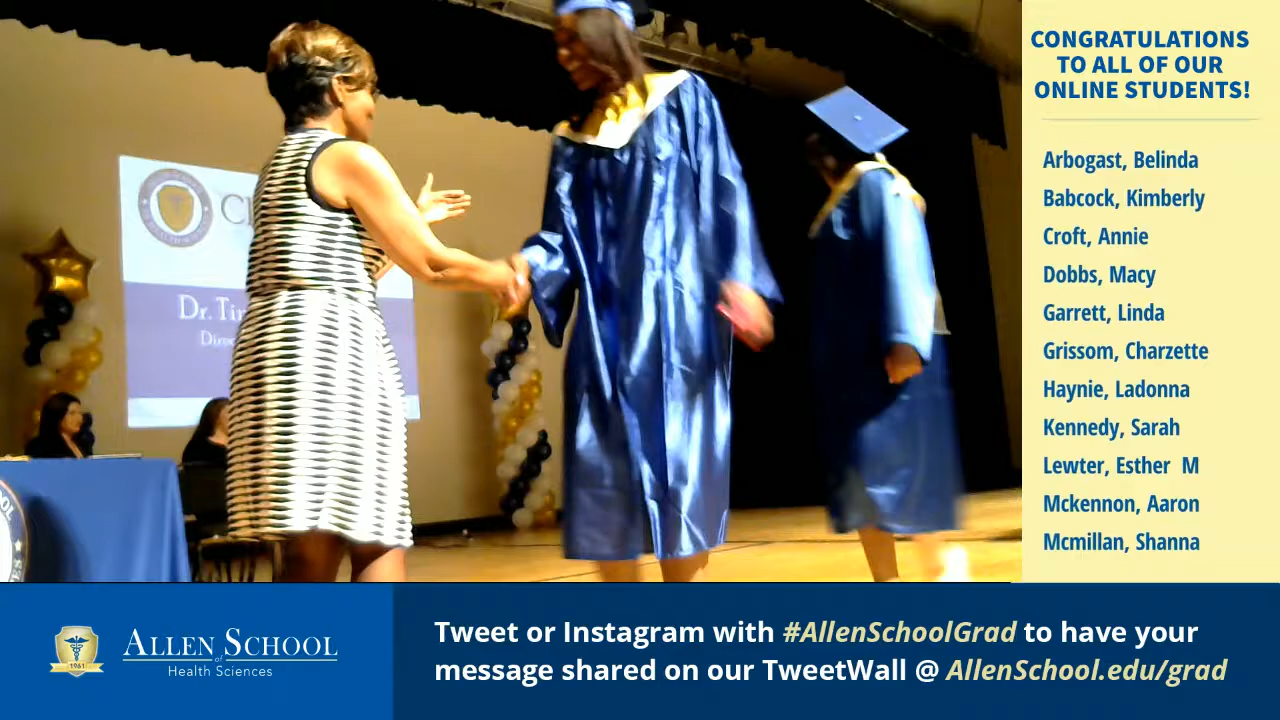 CONGRATULATIONS
TO ALL OF OUR
ONLINE STUDENTS!
Arbogast, Belinda
Babcock, Kimberly
Croft, Annie
Dobbs, Macy
Garrett, Linda
Grissom, Charzette
Haynie, Ladonna
Kennedy, Sarah
Lewter, Esther M
Mckennon, Aaron
Mcmillan, Shanna
Dr.
1961
ALLEN SCHOOL
of
Health Sciences
Tweet or Instagram with #AllenSchoolGrad to have your
message shared on our TweetWall @ AllenSchool.edu/grad